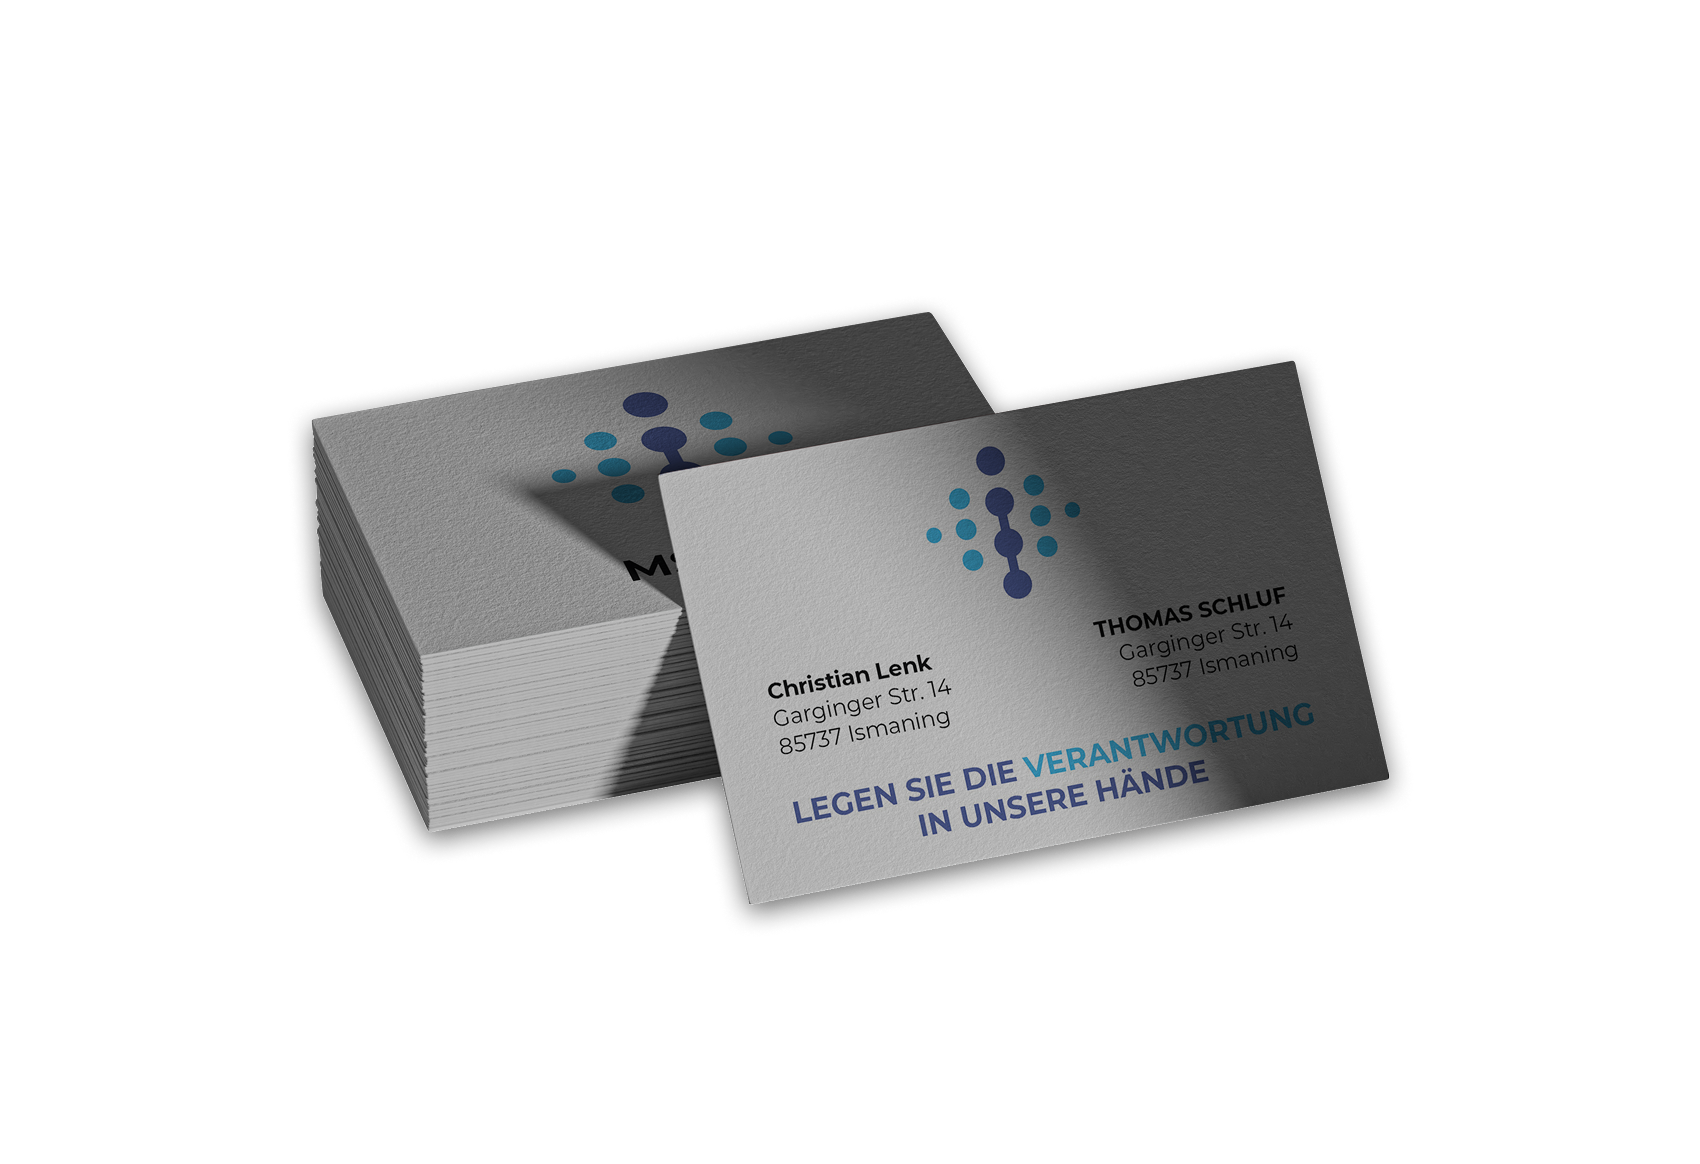 Christian Lenk
Garginger Str. 14
85737 Ismaning
THOMAS SCHLUF
Garginger Str. 14
85737 Ismaning
LEGEN SIE DIE VERANTWORTUNG
IN UNSERE HÄNDE